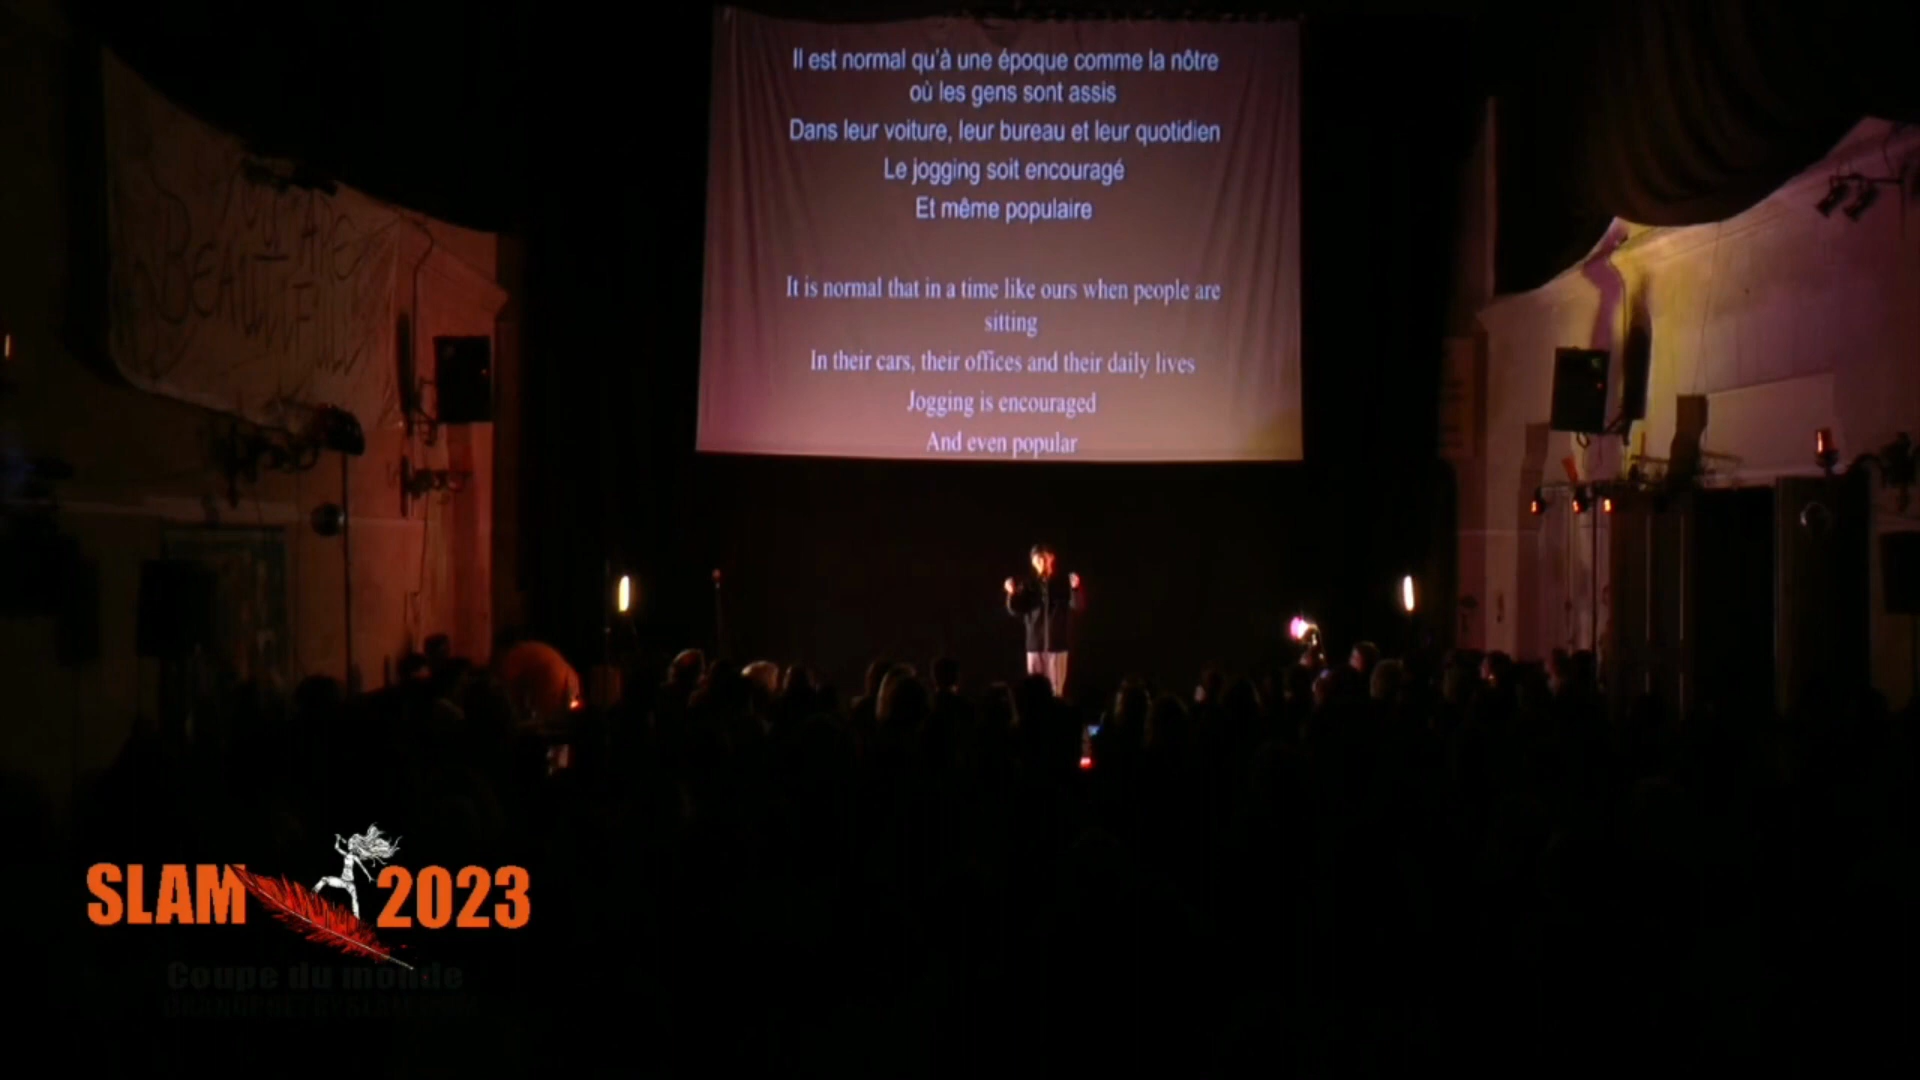 Il est normal qu'à une époque comme la nôtre
où les gens sont assis
Dans leur voiture, leur bureau et leur quotidien
Le jogging soit encouragé
Et même populaire
It is normal that in a time like ours when people are
sitting
In their cars, their offices and their daily lives
Jogging is encouraged
And even popular
YOU ARE
BEAUTIFUL
SLAM 2023
Coupe du monde